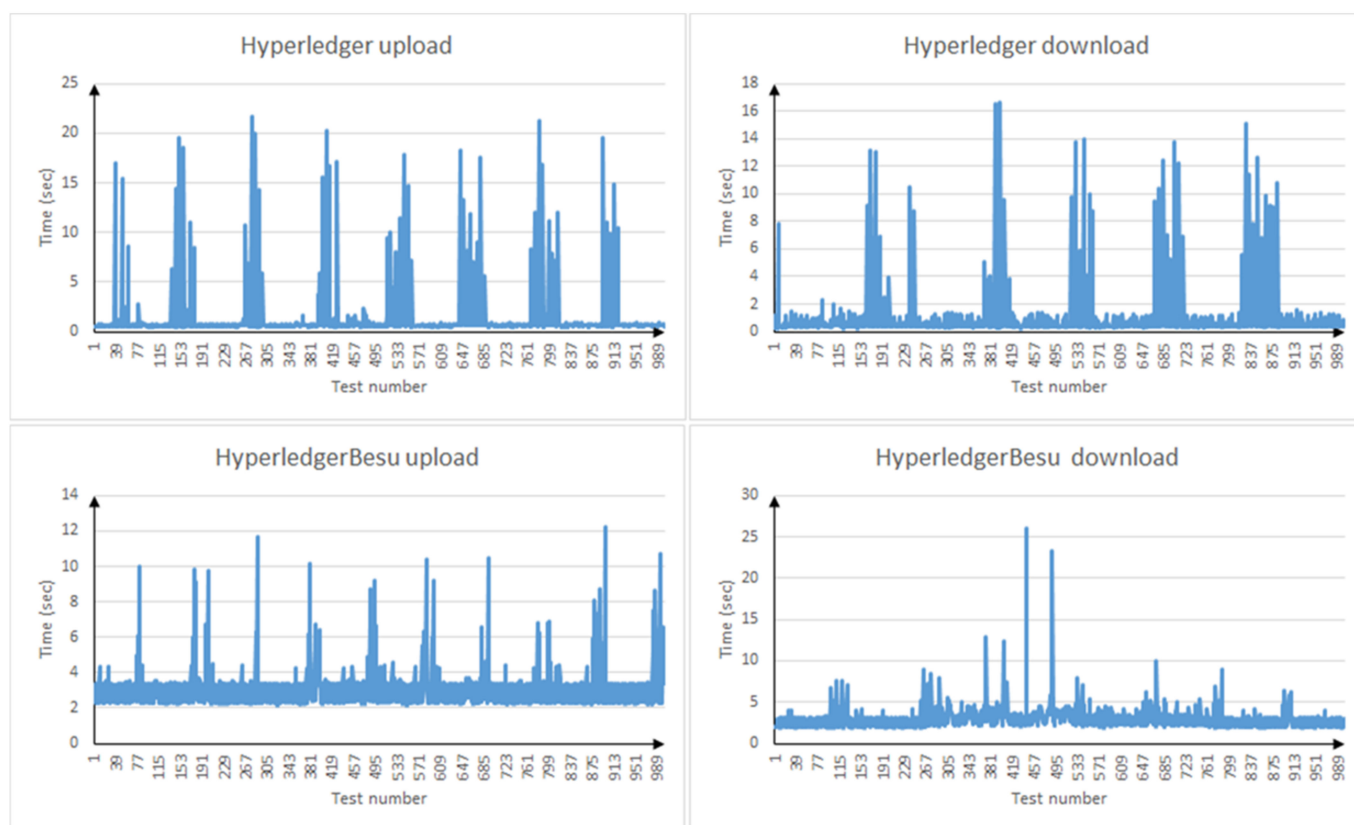 Hyperledger upload
Time (sec)
25
20
15
10
5
0
1 39 77 115 153 191 229 267 305 343 381 419 457 495 533 571 609 647 685 723 761 799 837 875 913 951 989
Test number
Hyperledger download
Time (sec)
18
16
14
12
10
8
6
4
2
0
1 39 77 115 153 191 229 267 305 343 381 419 457 495 533 571 609 647 685 723 761 799 837 875 913 951 989
Test number
HyperledgerBesu upload
Time (sec)
14
12
10
8
6
4
2
0
1 39 77 115 153 191 229 267 305 343 381 419 457 495 533 571 609 647 685 723 761 799 837 875 913 951 989
Test number
HyperledgerBesu download
Time (sec)
30
25
20
15
10
5
0
1 39 77 115 153 191 229 267 305 343 381 419 457 495 533 571 609 647 685 723 761 799 837 875 913 951 989
Test number